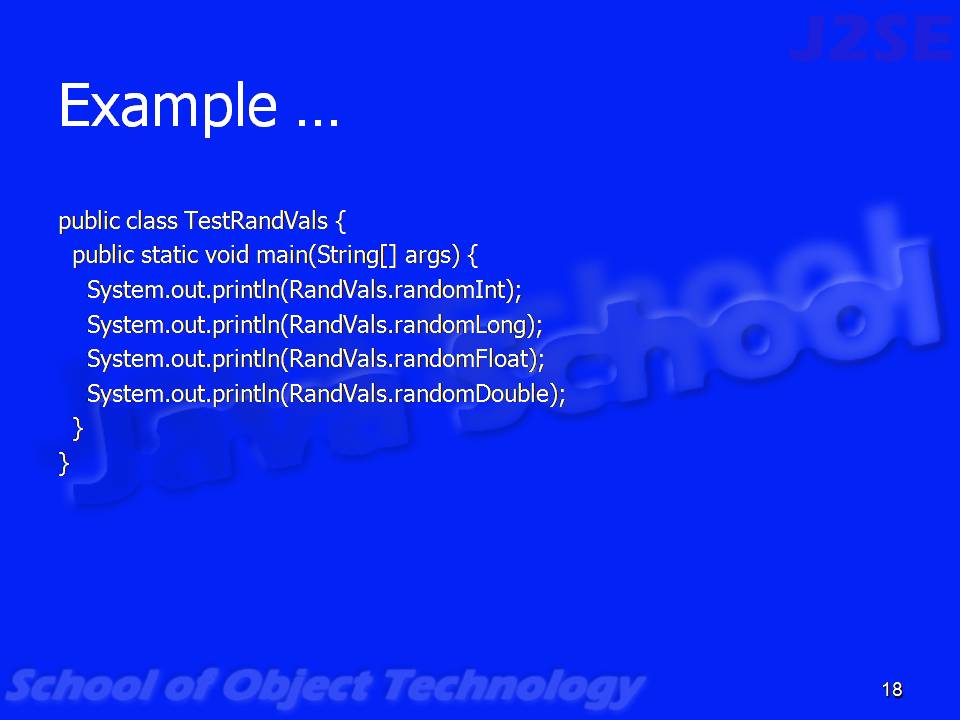 J2SE
Example ...
public class TestRandVals {
public static void main(String[] args) {
System.out.println(RandVals.randomInt);
System.out.println(RandVals.randomLong);
System.out.println(RandVals.randomFloat);
System.out.println(RandVals.randomDouble);
}
}
Java School
School of Object Technology
18